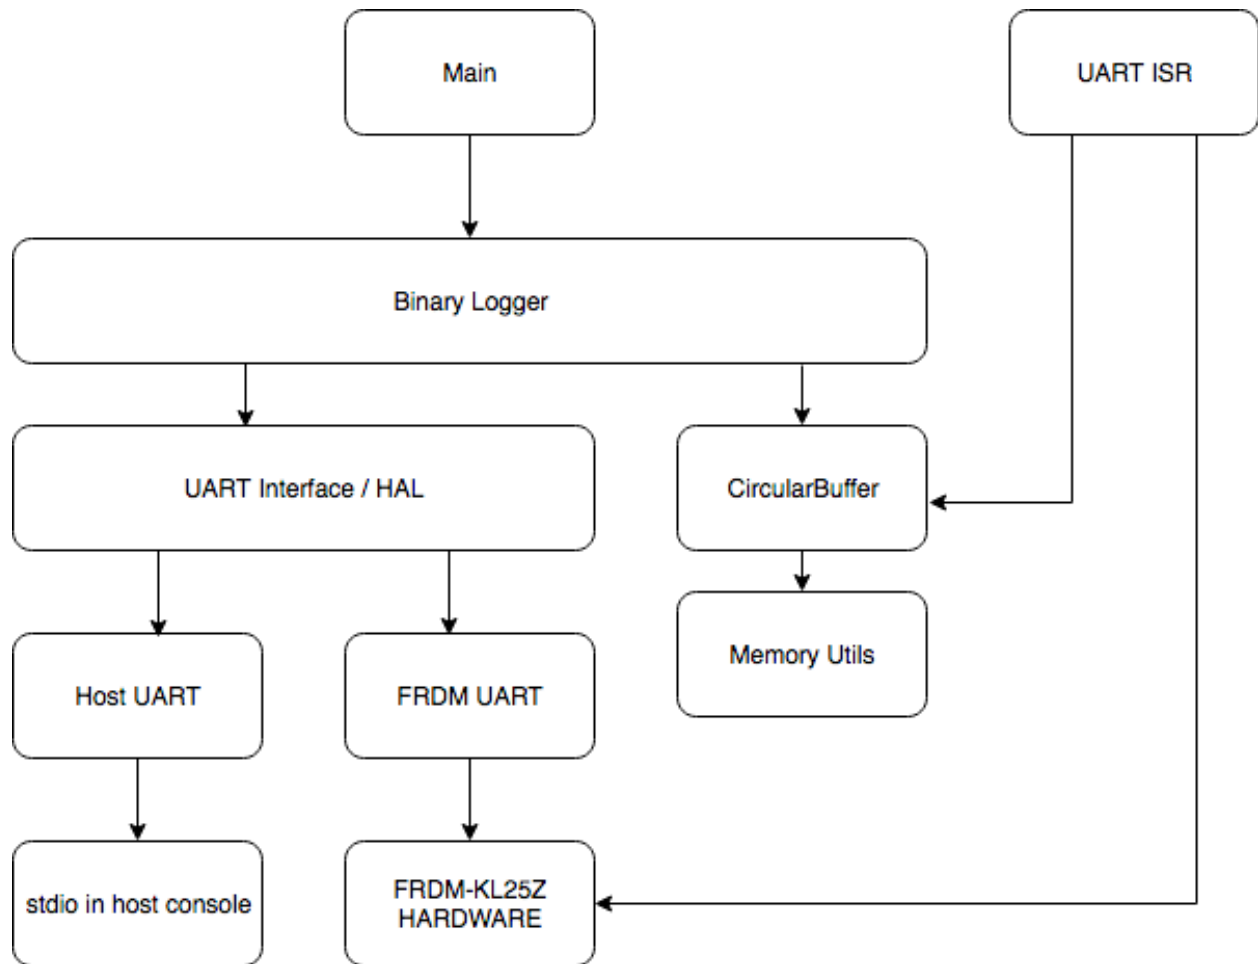 Main
UART ISR
Binary Logger
UART Interface / HAL
CircularBuffer
Host UART
FRDM UART
Memory Utils
stdio in host console
FRDM-KL25Z
HARDWARE